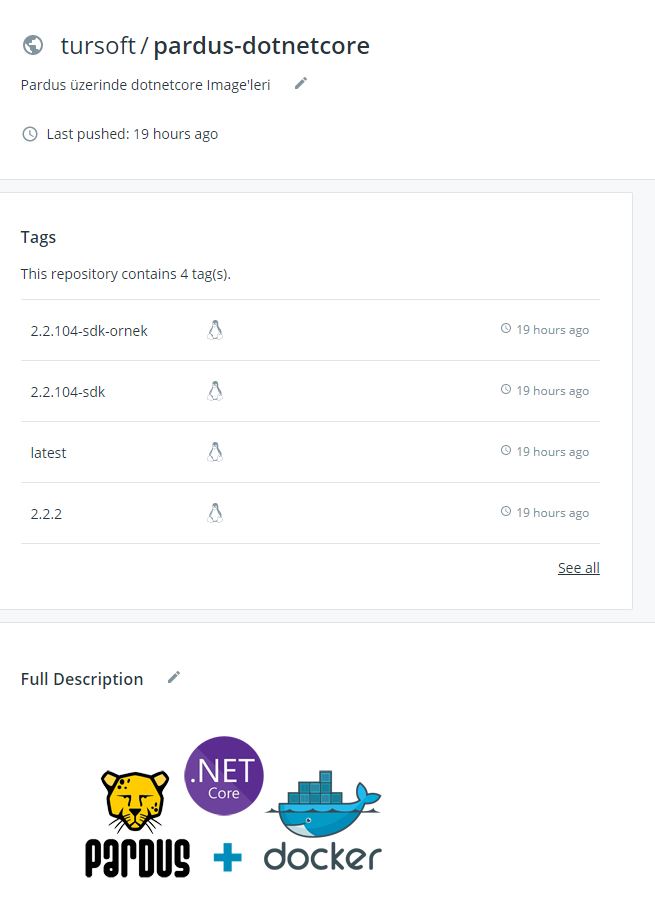 tursoft / pardus-dotnetcore
Pardus üzerinde dotnetcore Image'leri
Last pushed: 19 hours ago
Tags
This repository contains 4 tag(s).
2.2.104-sdk-ornek 19 hours ago
2.2.104-sdk 19 hours ago
latest 19 hours ago
2.2.2 19 hours ago
See all
Full Description
.NET
Core
PARDUS + docker